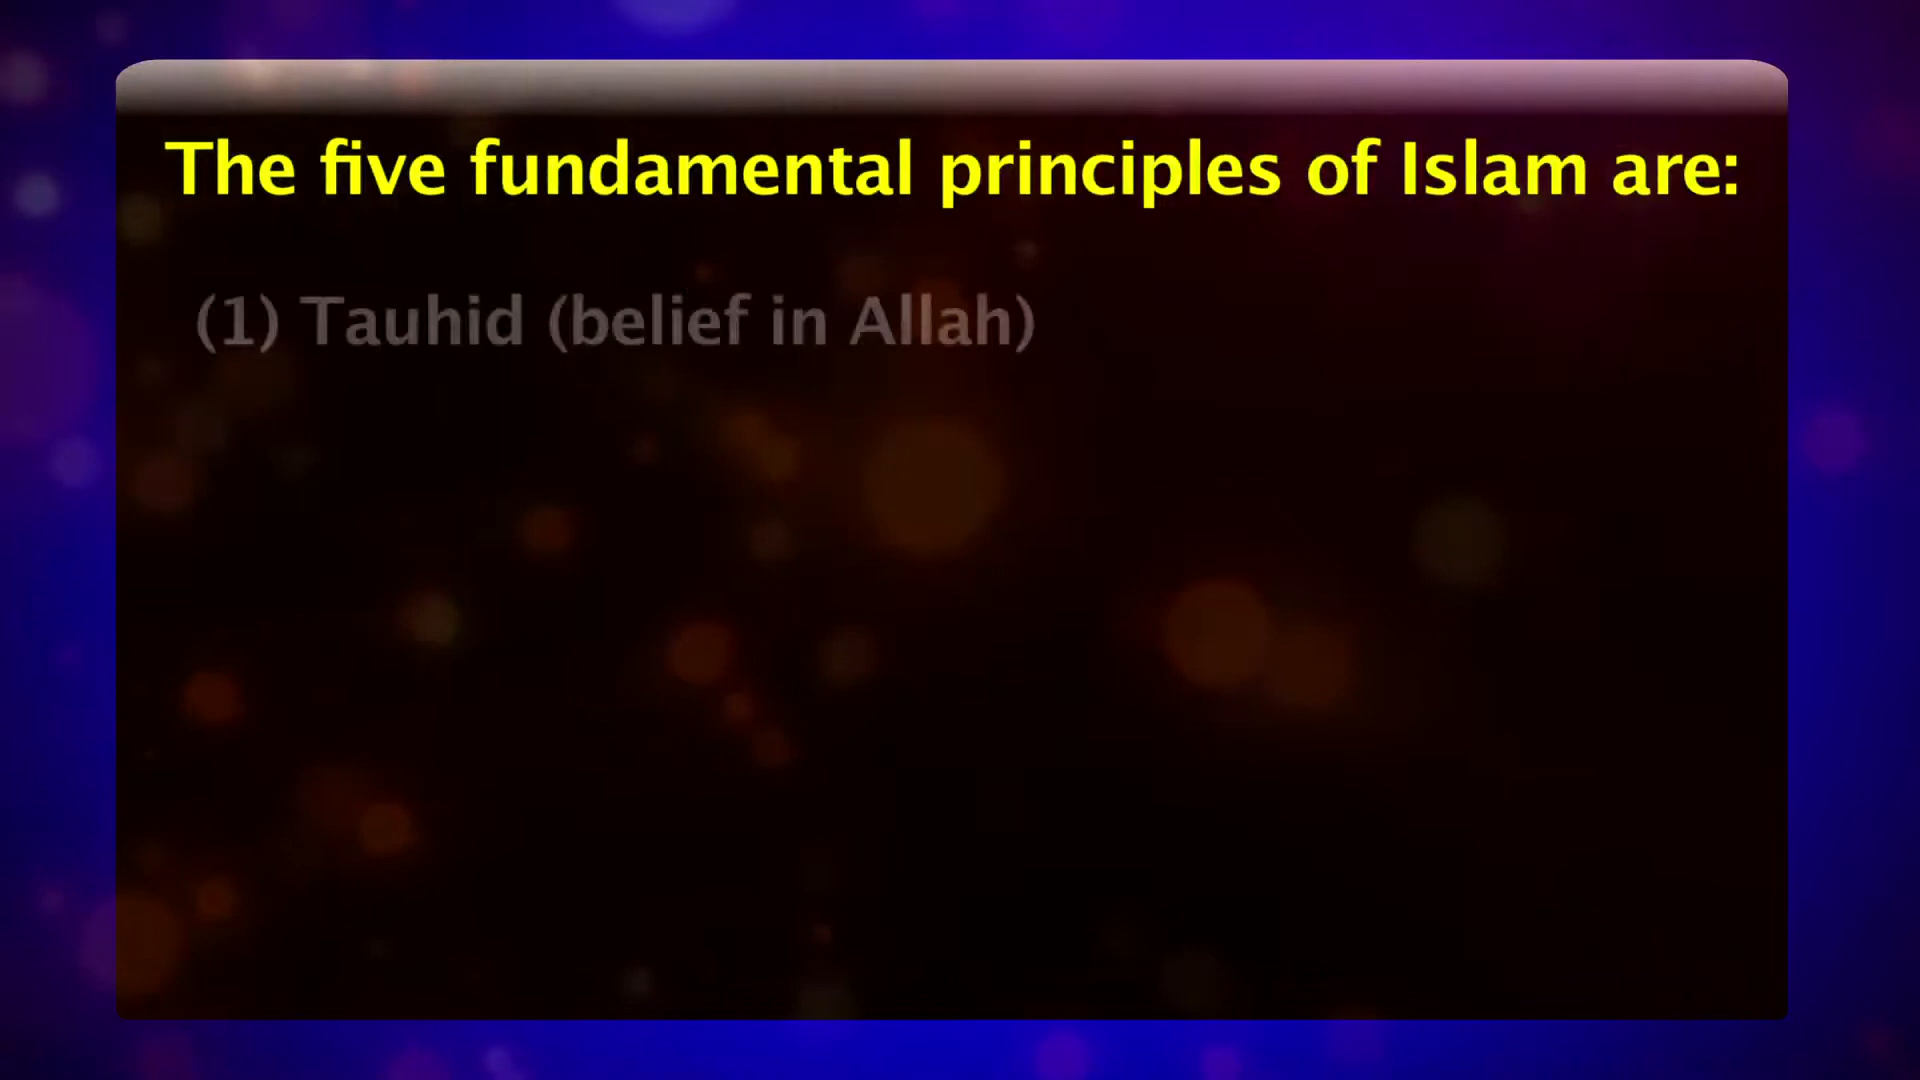 The five fundamental principles of Islam are:
(1) Tauhid (belief in Allah)